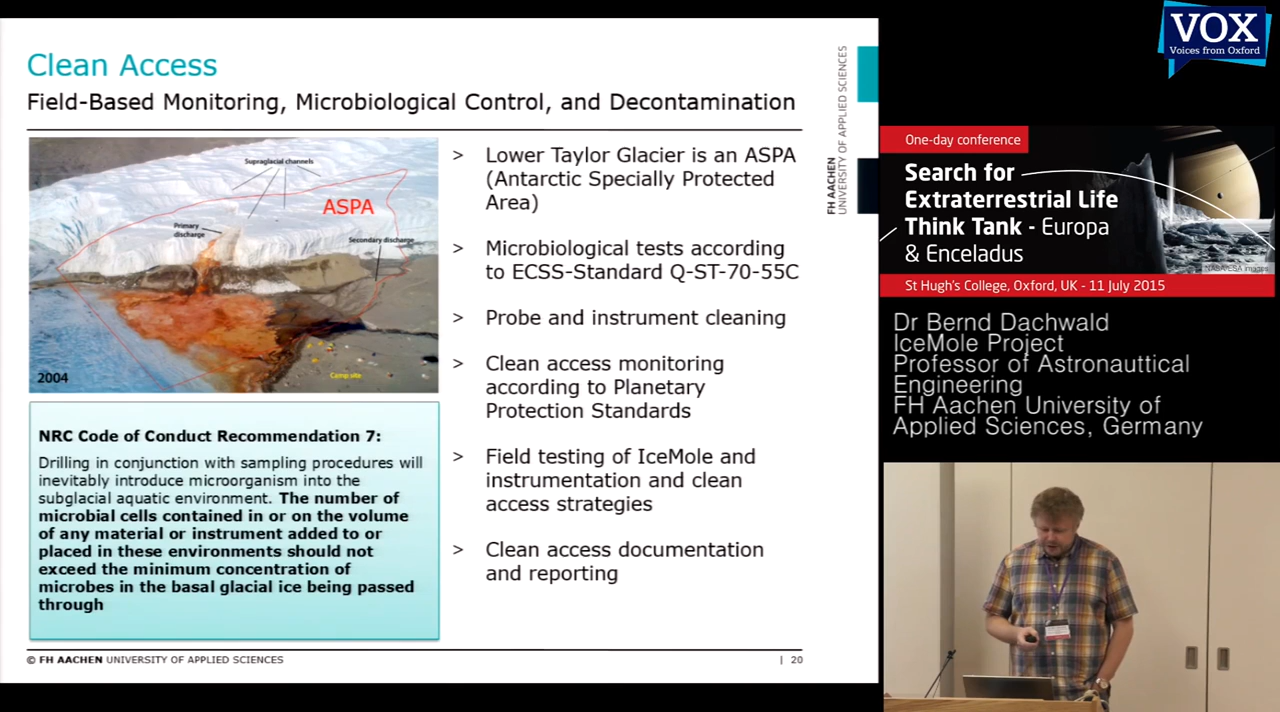 Clean Access
Field-Based Monitoring, Microbiological Control, and Decontamination
Supraglacial channels
ASPA
Primary
discharge
Secondary discharge
2004
Camp site
> Lower Taylor Glacier is an ASPA
(Antarctic Specially Protected
Area)
> Microbiological tests according
to ECSS-Standard Q-ST-70-55C
> Probe and instrument cleaning
> Clean access monitoring
according to Planetary
Protection Standards
> Field testing of IceMole and
instrumentation and clean
access strategies
> Clean access documentation
and reporting
NRC Code of Conduct Recommendation 7:
Drilling in conjunction with sampling procedures will
inevitably introduce microorganism into the
subglacial aquatic environment. The number of
microbial cells contained in or on the volume
of any material or instrument added to or
placed in these environments should not
exceed the minimum concentration of
microbes in the basal glacial ice being passed
through
© FH AACHEN UNIVERSITY OF APPLIED SCIENCES
| 20
FH AACHEN
UNIVERSITY OF APPLIED SCIENCES
VOX
Voices from Oxford
One-day conference
Search for
Extraterrestrial Life
Think Tank - Europa
& Enceladus
NASA/ESA images
St Hugh's College, Oxford, UK - 11 July 2015
Dr Bernd Dachwald
IceMole Project
Professor of Astronauttical
Engineering
FH Aachen University of
Applied Sciences, Germany